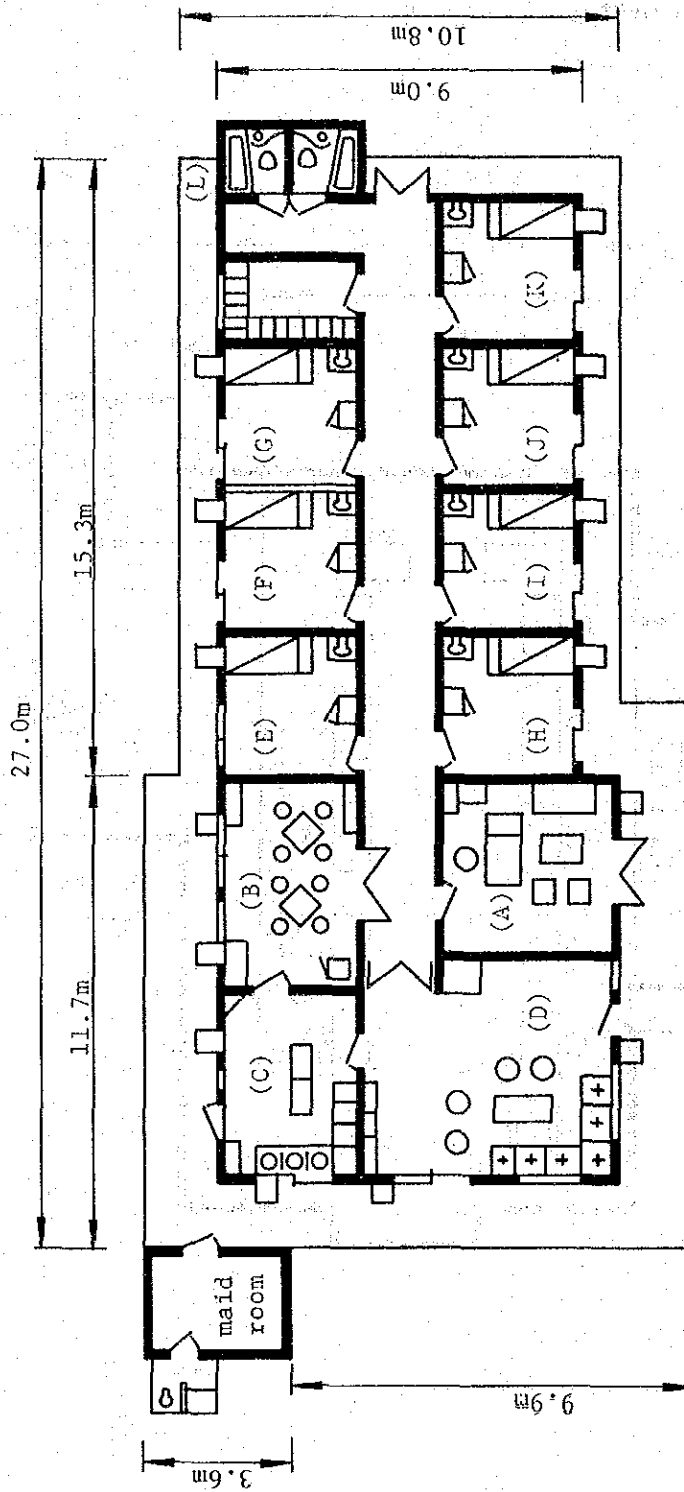 10.8m
9.0m
27.0m
15.3m
11.7m
(L)
(G)
(K)
(F)
(J)
(I)
(E)
(H)
(B)
(A)
(C)
(D)
maid
room
9.9m
3.6m